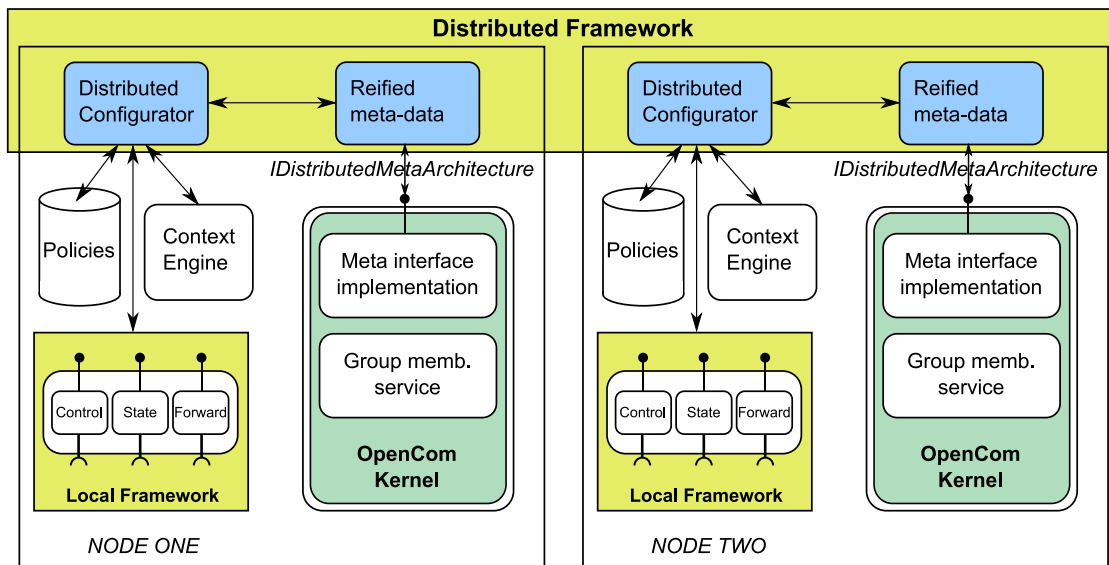 Distributed Framework
Distributed
Configurator
Reified
meta-data
IDistributedMetaArchitecture
Policies
Context
Engine
Meta interface
implementation
Group memb.
service
OpenCom
Kernel
Control
State
Forward
Local Framework
NODE ONE
Distributed
Configurator
Reified
meta-data
IDistributedMetaArchitecture
Policies
Context
Engine
Meta interface
implementation
Group memb.
service
OpenCom
Kernel
Control
State
Forward
Local Framework
NODE TWO